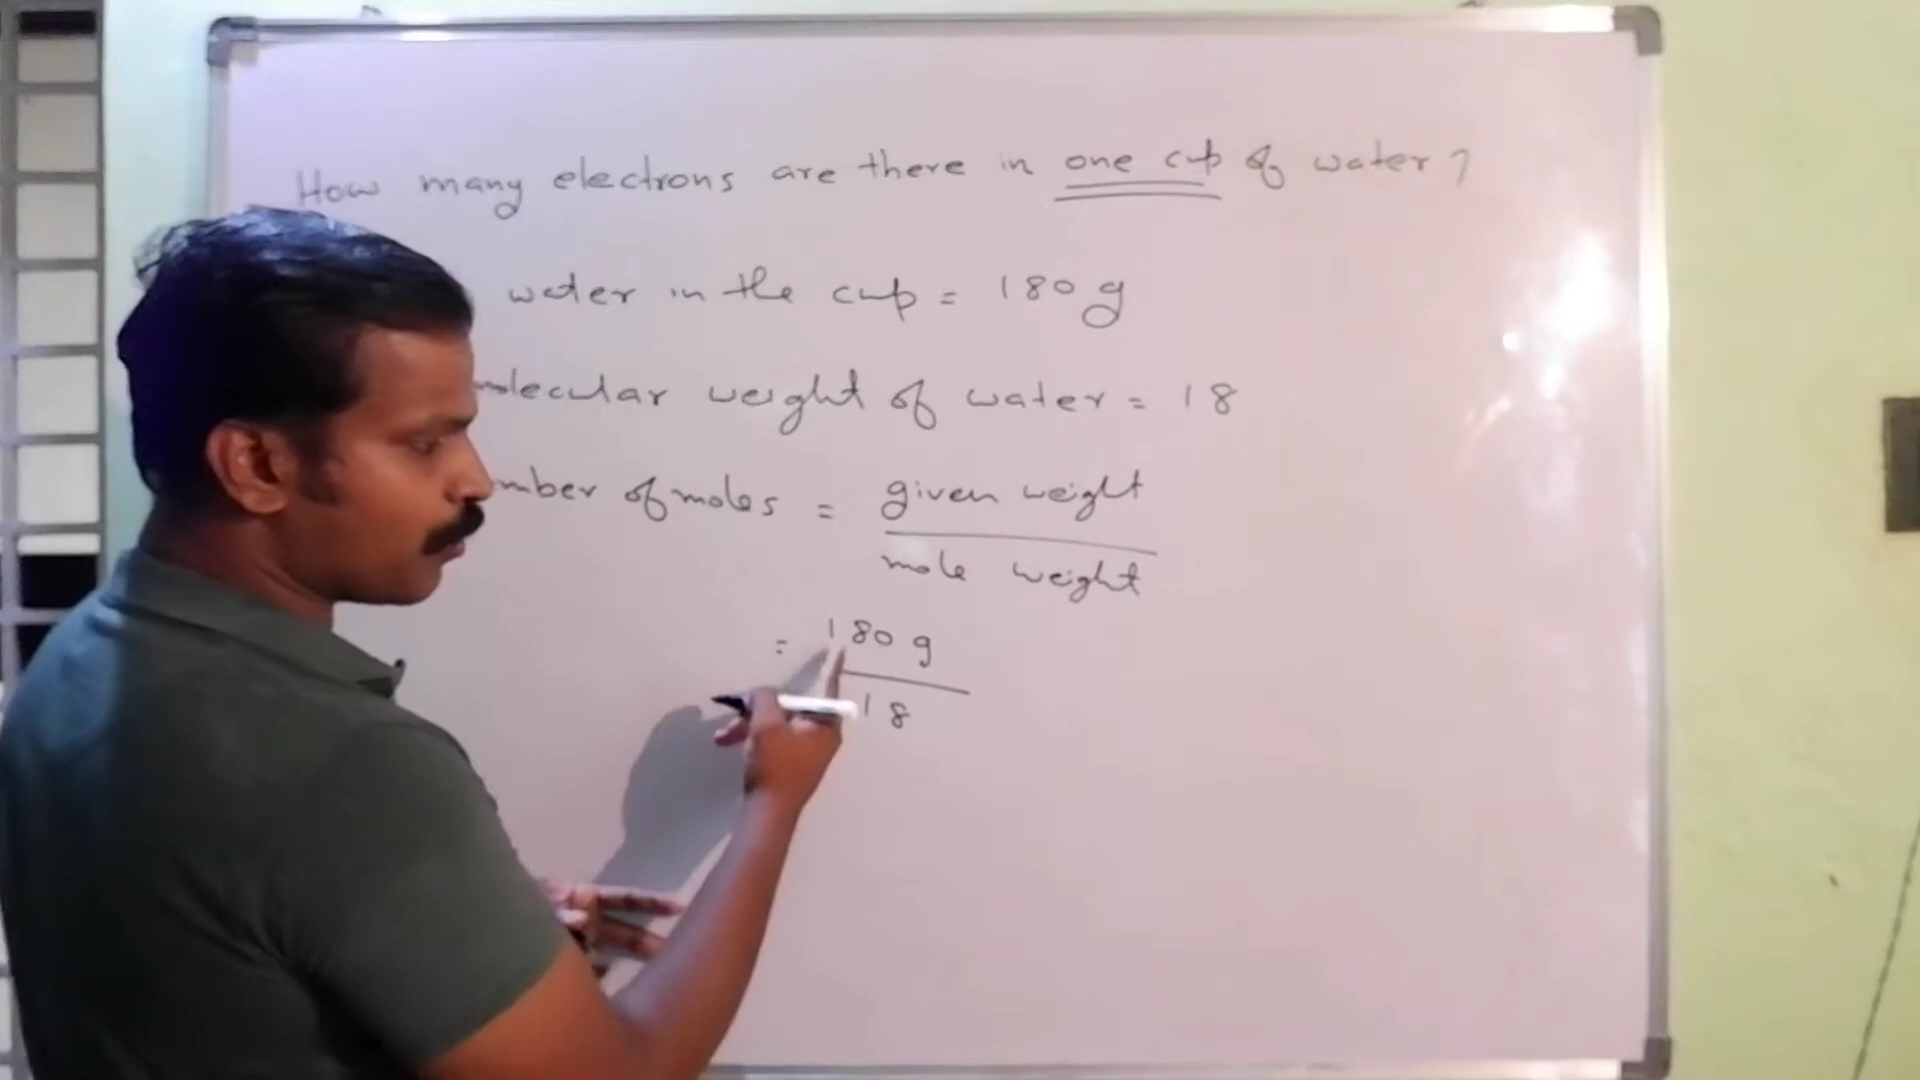 How many electrons are there in one cup of water?
water in the cup = 180 g
molecular weight of water = 18
mber of moles = given weight
mole weight
= 180 g
18